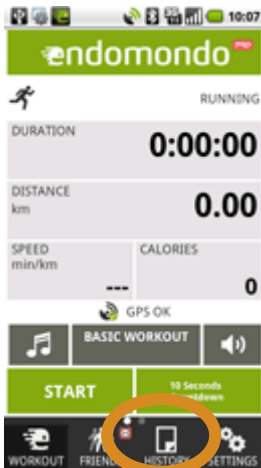 10:07
endomondo PRO
RUNNING
DURATION
0:00:00
DISTANCE
km
0.00
SPEED
min/km
---
CALORIES
0
GPS OK
BASIC WORKOUT
START
10 Seconds
WORKOUT
HISTORY
SETTINGS